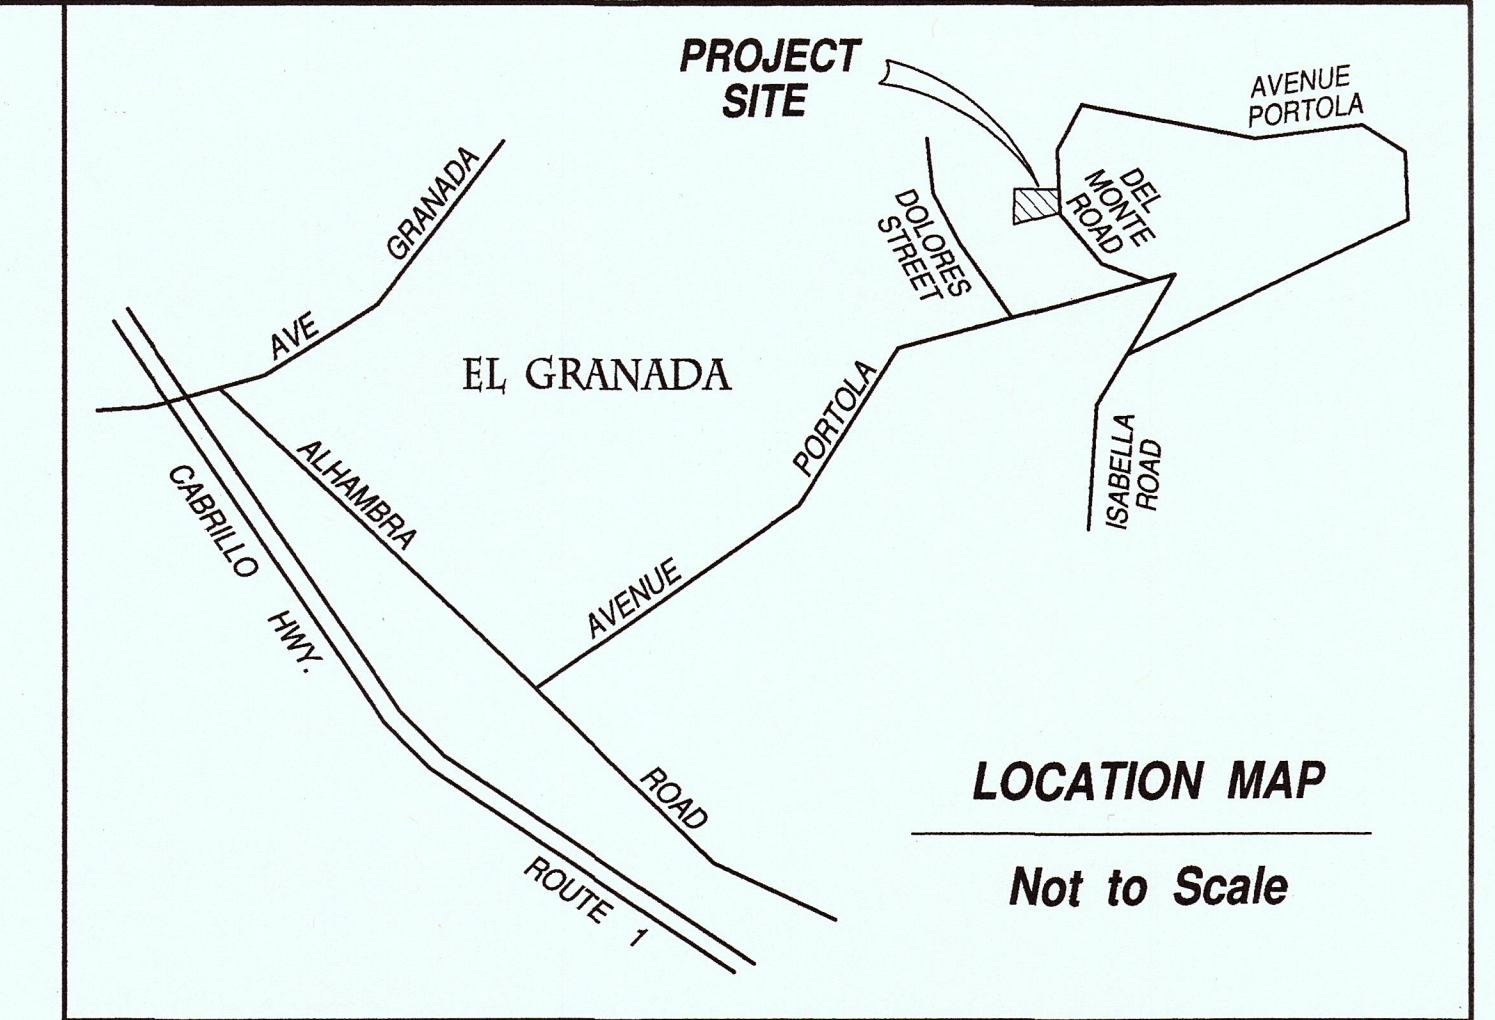 PROJECT
SITE
AVENUE
PORTOLA
GRANADA
AVE
DOLORES
STREET
DEL
MONTE
ROAD
EL GRANADA
PORTOLA
AVENUE
ISABELLA
ROAD
ALHAMBRA
ROAD
CABRILLO HWY.
ROUTE 1
LOCATION MAP
Not to Scale